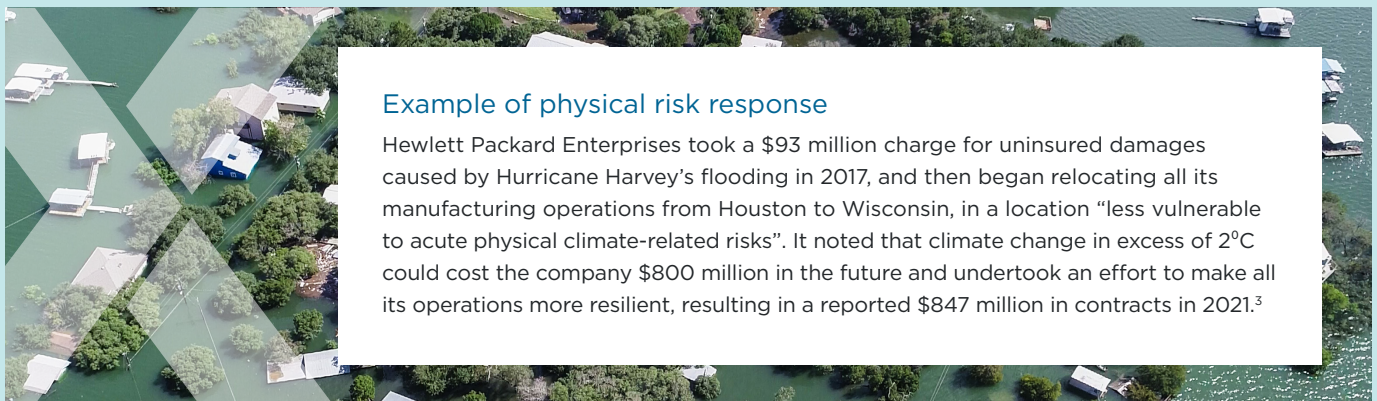 Example of physical risk response
Hewlett Packard Enterprises took a $93 million charge for uninsured damages
caused by Hurricane Harvey’s flooding in 2017, and then began relocating all its
manufacturing operations from Houston to Wisconsin, in a location “less vulnerable
to acute physical climate-related risks”. It noted that climate change in excess of 2⁰C
could cost the company $800 million in the future and undertook an effort to make all
its operations more resilient, resulting in a reported $847 million in contracts in 2021.³